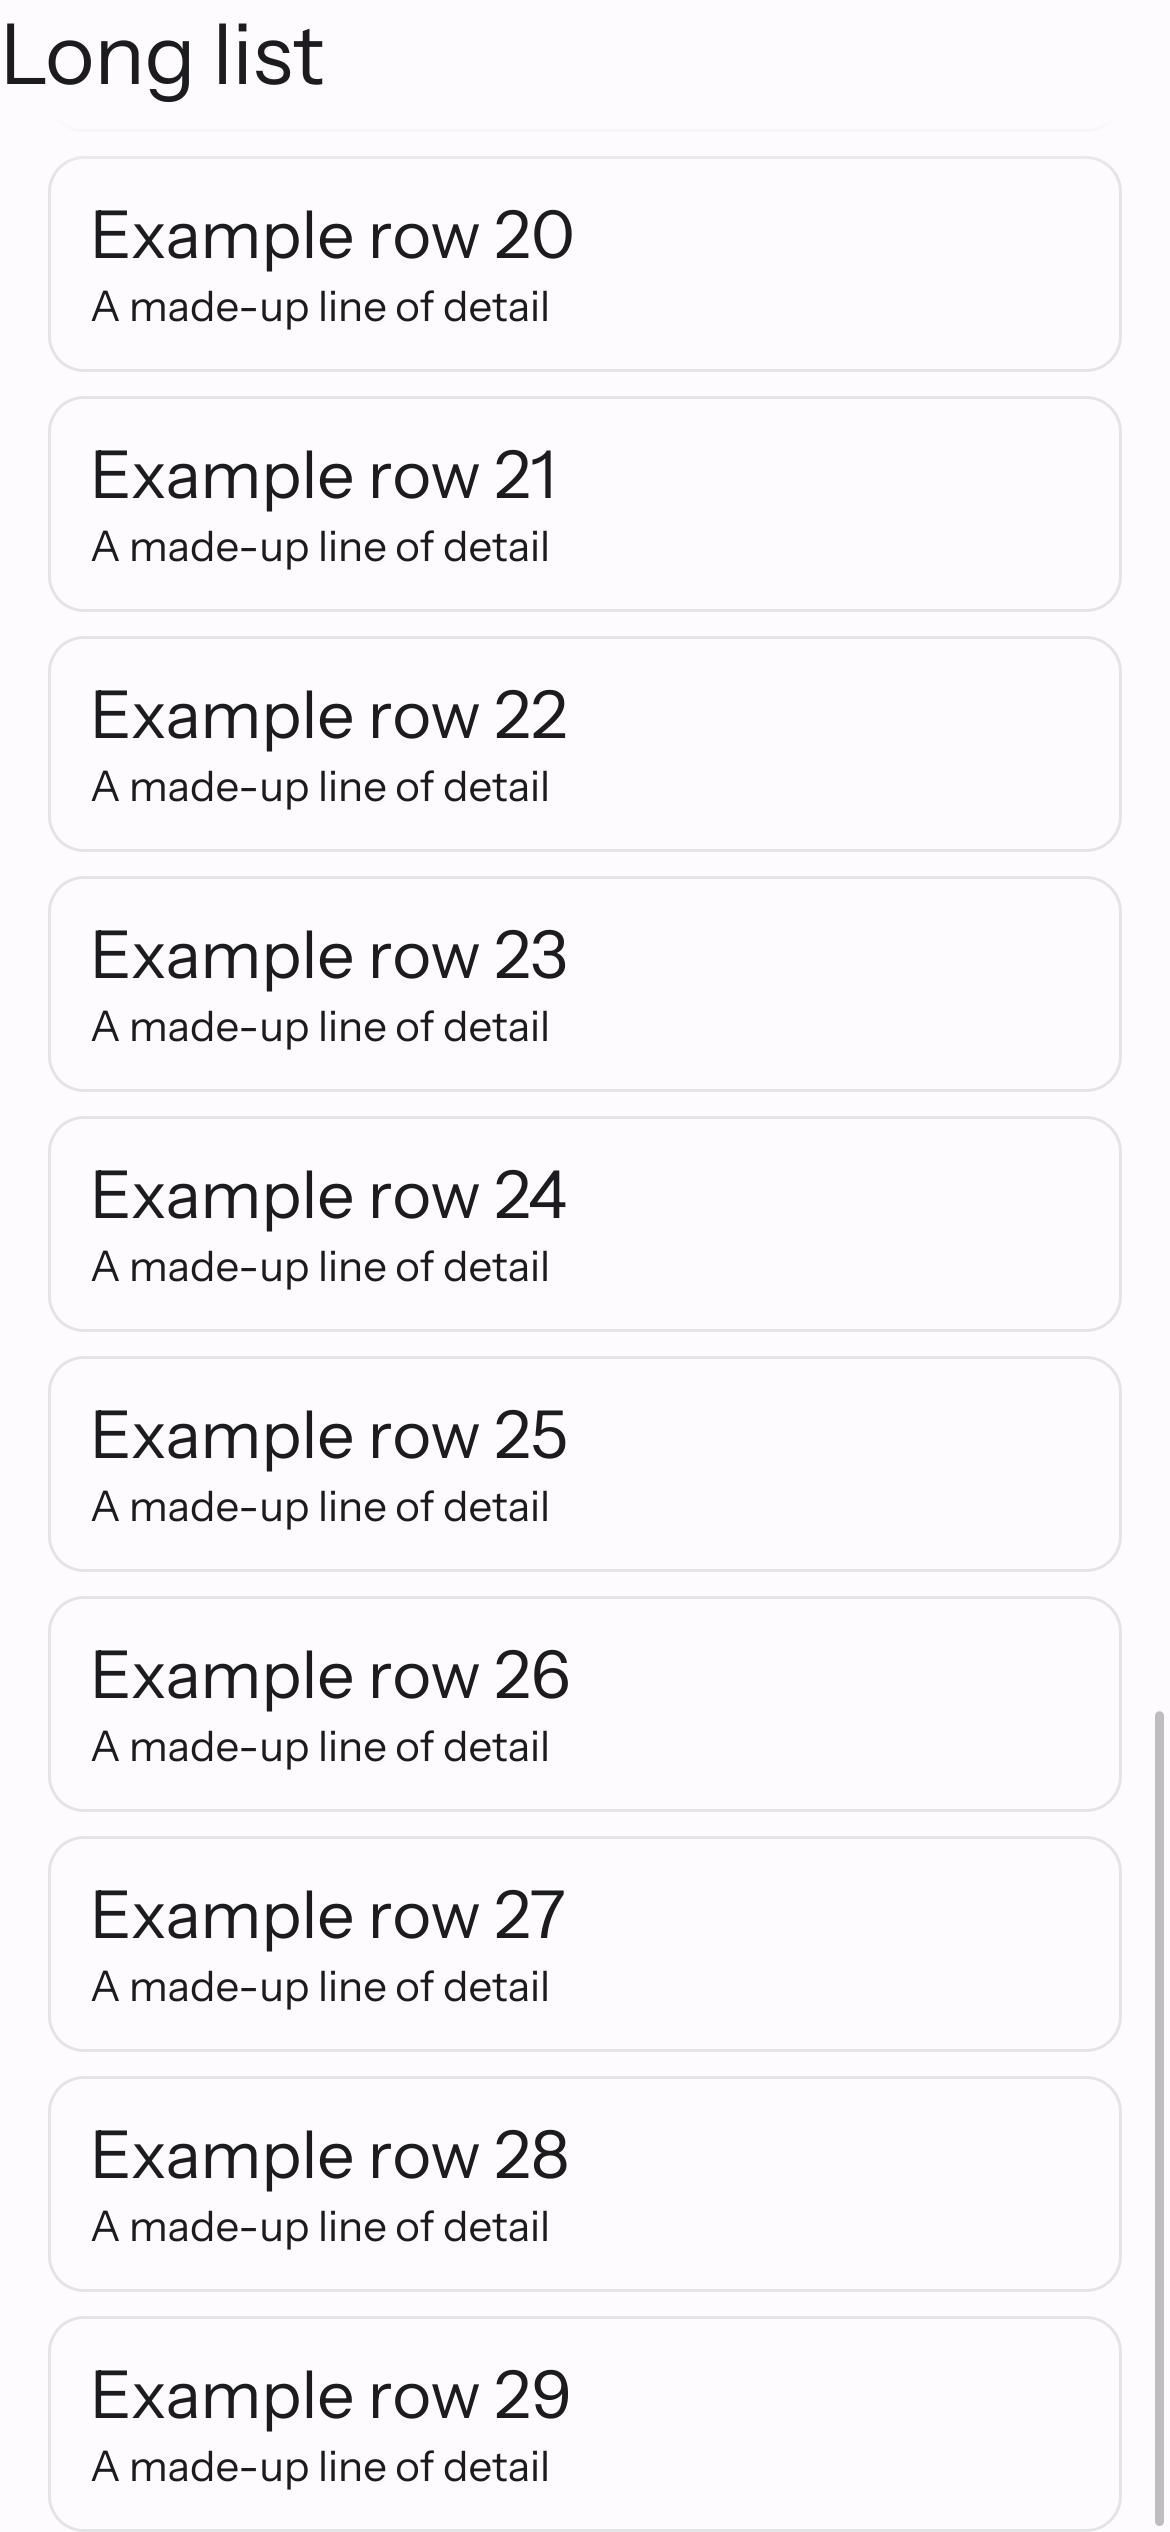 Long list
Example row 20
A made-up line of detail
Example row 21
A made-up line of detail
Example row 22
A made-up line of detail
Example row 23
A made-up line of detail
Example row 24
A made-up line of detail
Example row 25
A made-up line of detail
Example row 26
A made-up line of detail
Example row 27
A made-up line of detail
Example row 28
A made-up line of detail
Example row 29
A made-up line of detail